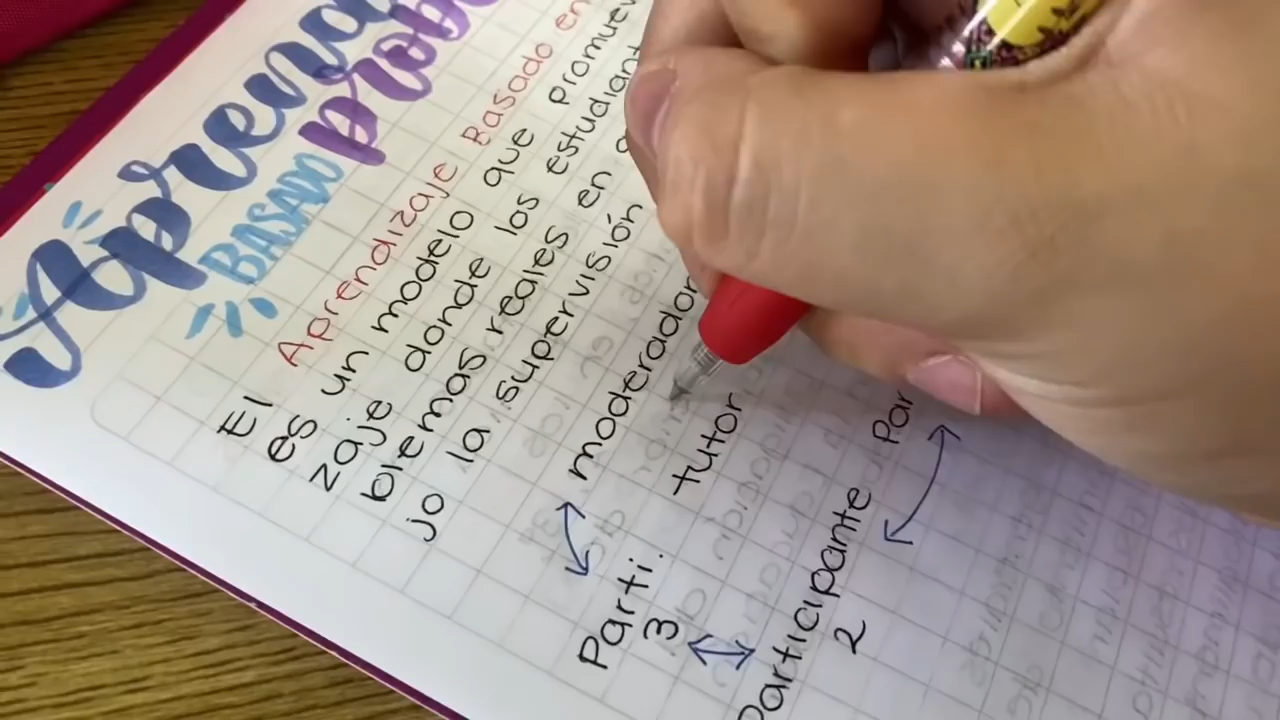 Aprend
BASADO
prob
El Aprendizaje Basado en
es un modelo que promuev
zaje donde los estudiant
blemas reales en
jo la supervisión
moderador
tutor
Parti.
3
Participante
2
Par